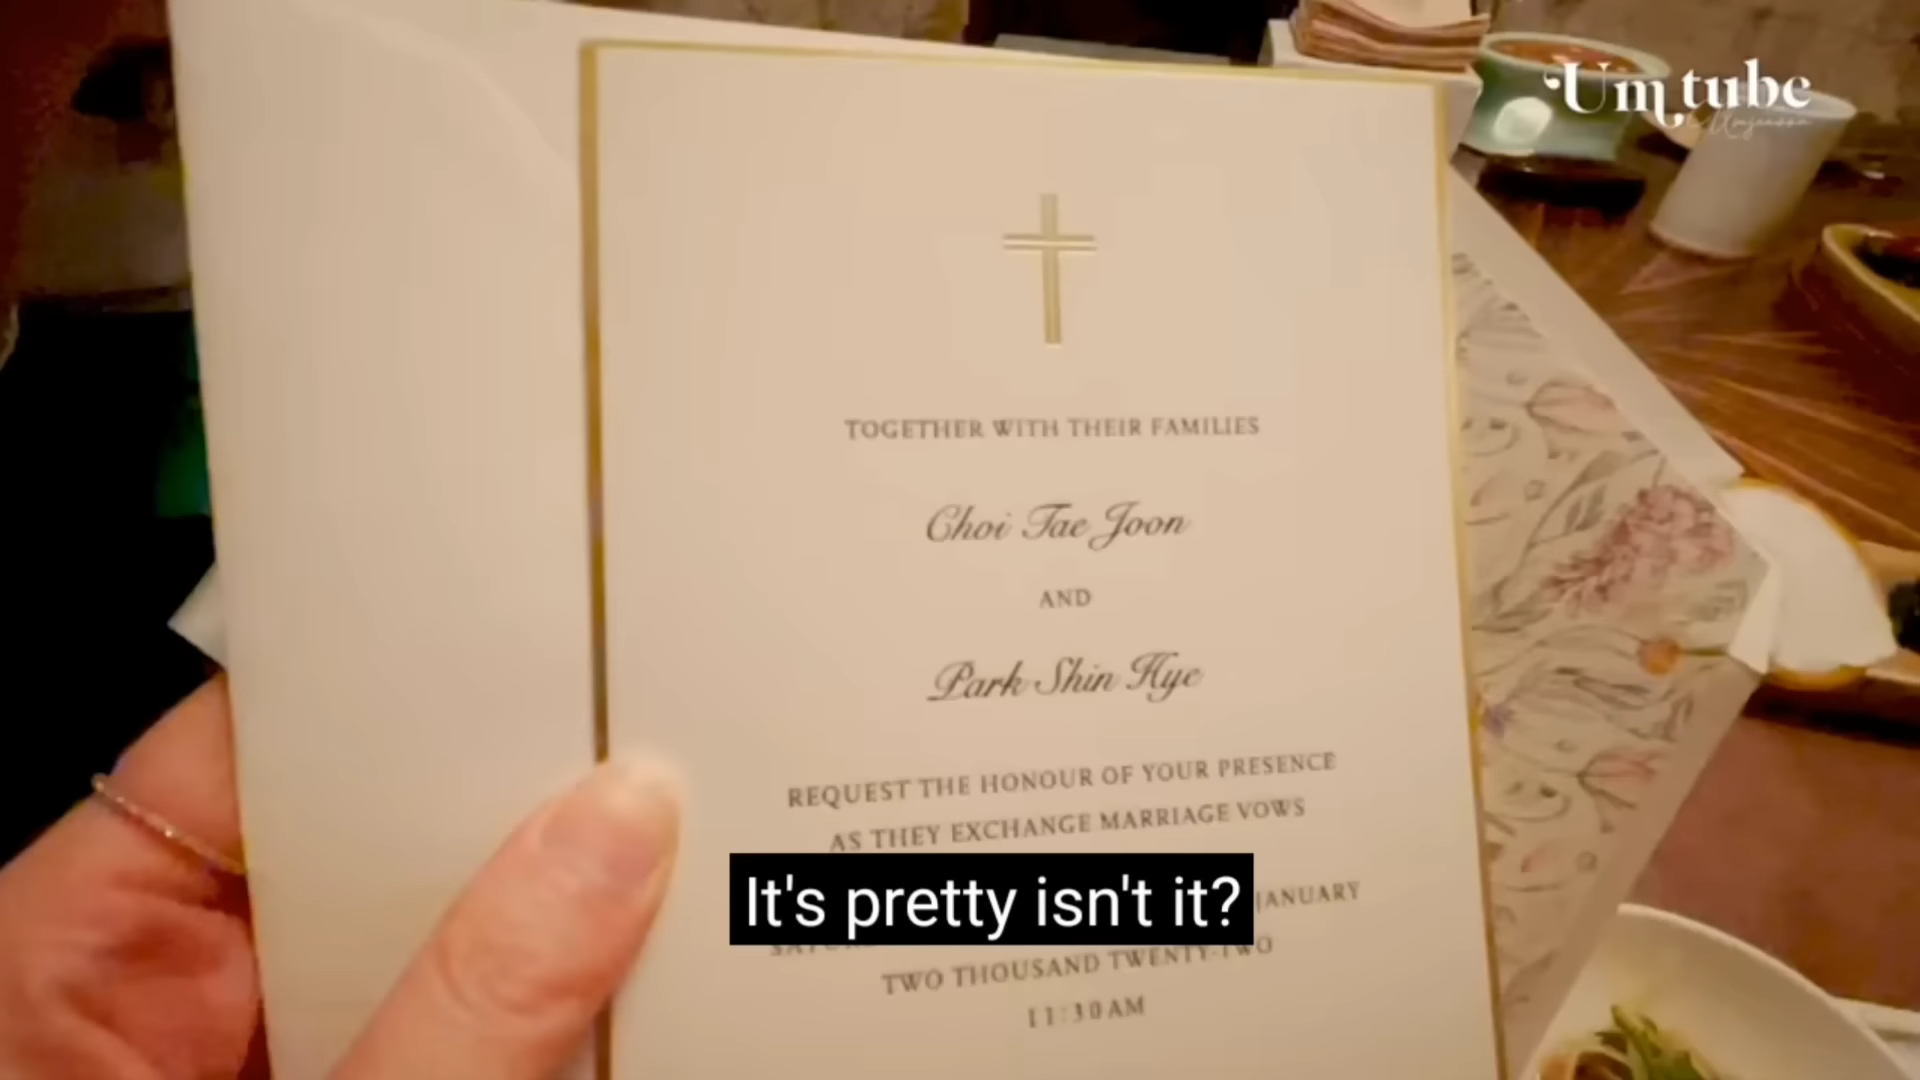 Um tube
TOGETHER WITH THEIR FAMILIES
Choi Tae Joon
AND
Park Shin Hye
REQUEST THE HONOUR OF YOUR PRESENCE
AS THEY EXCHANGE MARRIAGE VOWS
It's pretty isn't it?
JANUARY
TWO THOUSAND TWENTY-TWO
11:30AM